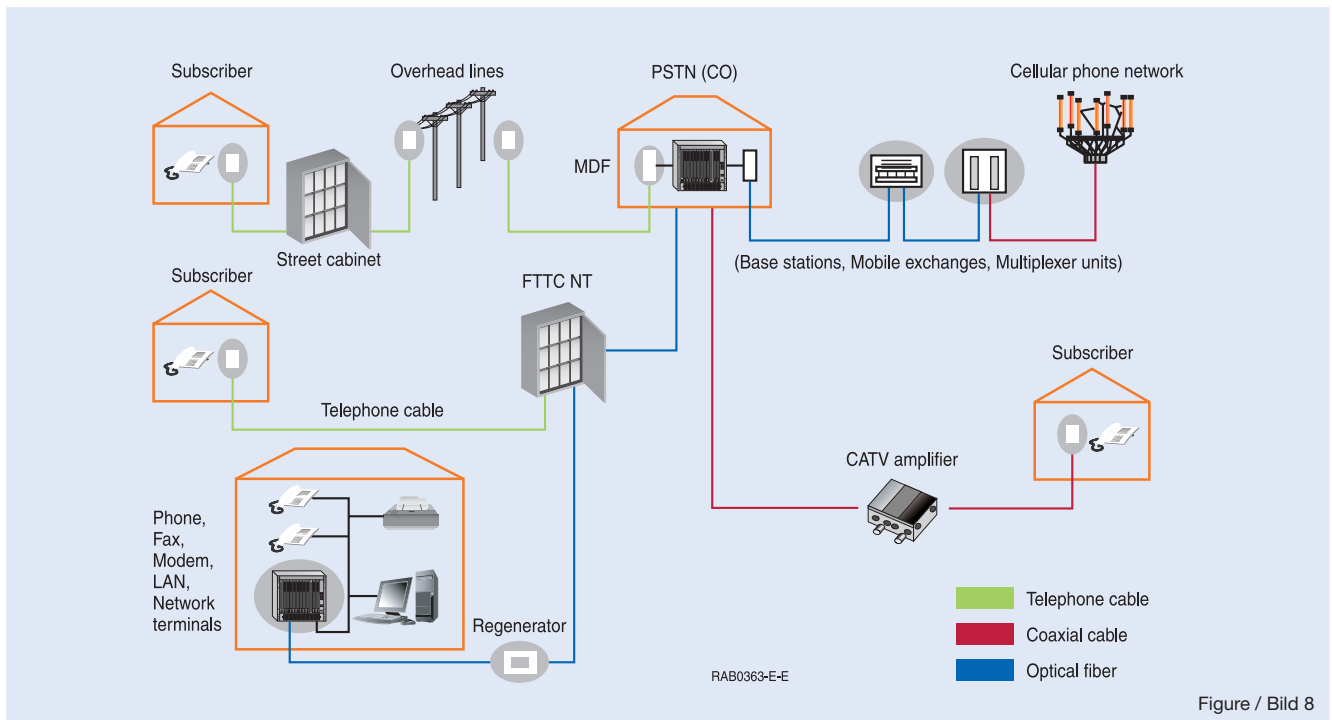 Subscriber
Overhead lines
PSTN (CO)
Cellular phone network
MDF
Street cabinet
(Base stations, Mobile exchanges, Multiplexer units)
Subscriber
FTTC NT
Subscriber
Telephone cable
CATV amplifier
Phone,
Fax,
Modem,
LAN,
Network
terminals
Regenerator
Telephone cable
Coaxial cable
Optical fiber
RAB0363-E-E
Figure / Bild 8